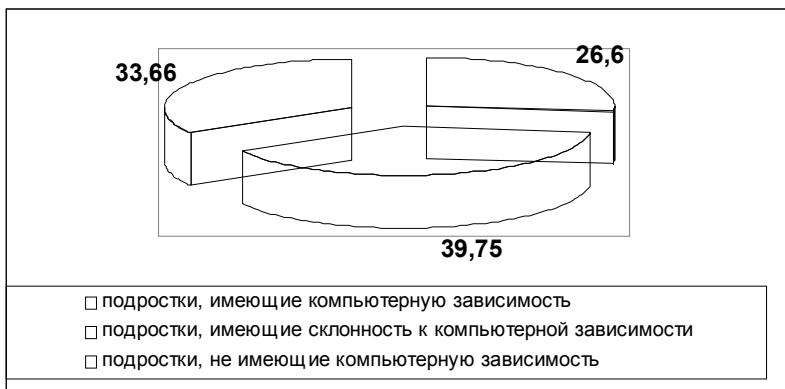 33,66
26,6
39,75
подростки, имеющие компьютерную зависимость
подростки, имеющие склонность к компьютерной зависимости
подростки, не имеющие компьютерную зависимость